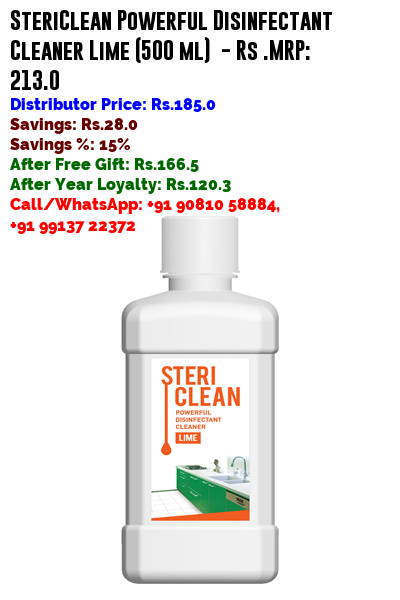 SteriClean Powerful Disinfectant
Cleaner Lime (500 ml) - Rs .MRP:
213.0
Distributor Price: Rs.185.0
Savings: Rs.28.0
Savings %: 15%
After Free Gift: Rs.166.5
After Year Loyalty: Rs.120.3
Call/WhatsApp: +91 90810 58884,
+91 99137 22372
STERI
CLEAN
POWERFUL
DISINFECTANT
CLEANER
LIME